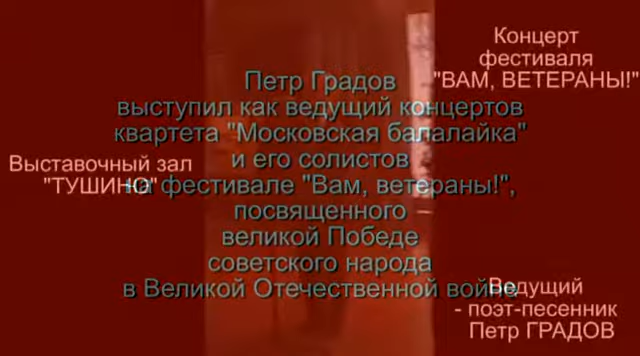 Концерт
фестиваля
"ВАМ, ВЕТЕРАНЫ!"
Петр Градов
выступил как ведущий концертов
квартета "Московская балалайка"
и его солистов
на фестивале "Вам, ветераны!",
посвященного
великой Победе
советского народа
в Великой Отечественной войне
Выставочный зал
"ТУШИНО"
Ведущий
- поэт-песенник
Петр ГРАДОВ